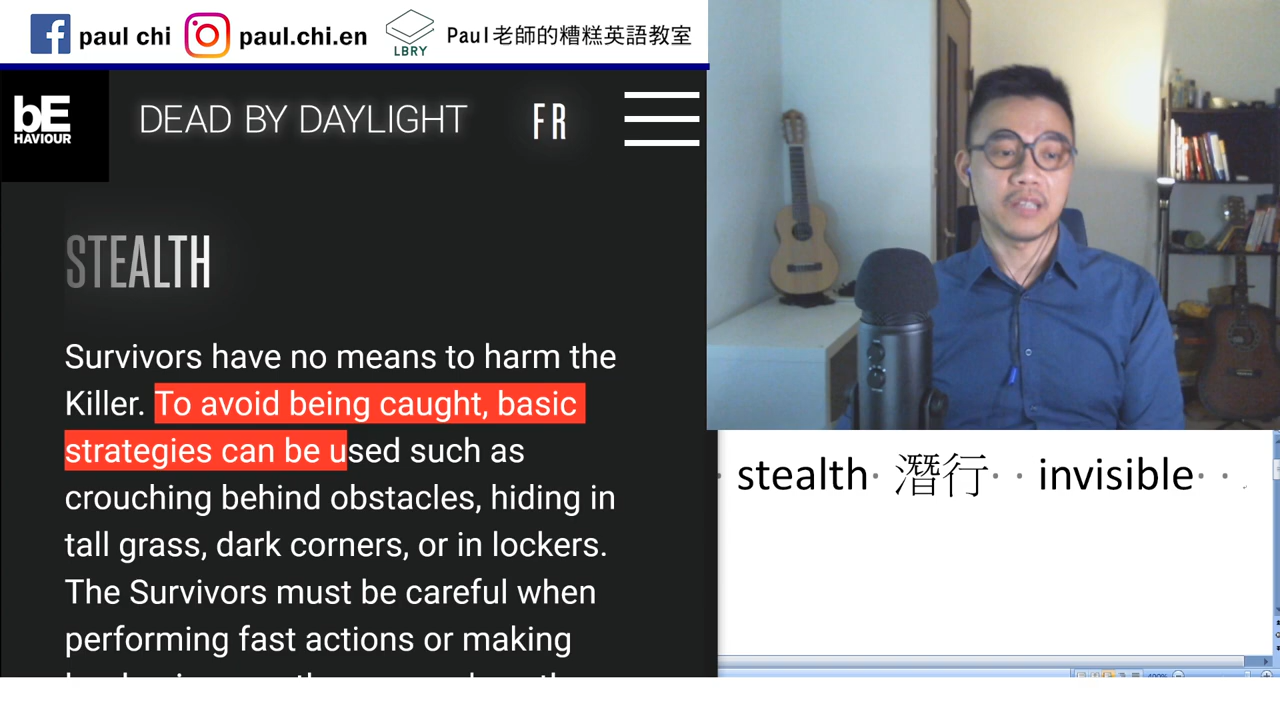 paul chi paul.chi.en LBRY Paul老師的糟糕英語教室
bE
HAVIOUR
DEAD BY DAYLIGHT
FR
STEALTH
Survivors have no means to harm the
Killer. To avoid being caught, basic
strategies can be used such as
crouching behind obstacles, hiding in
tall grass, dark corners, or in lockers.
The Survivors must be careful when
performing fast actions or making
stealth 潛行 invisible